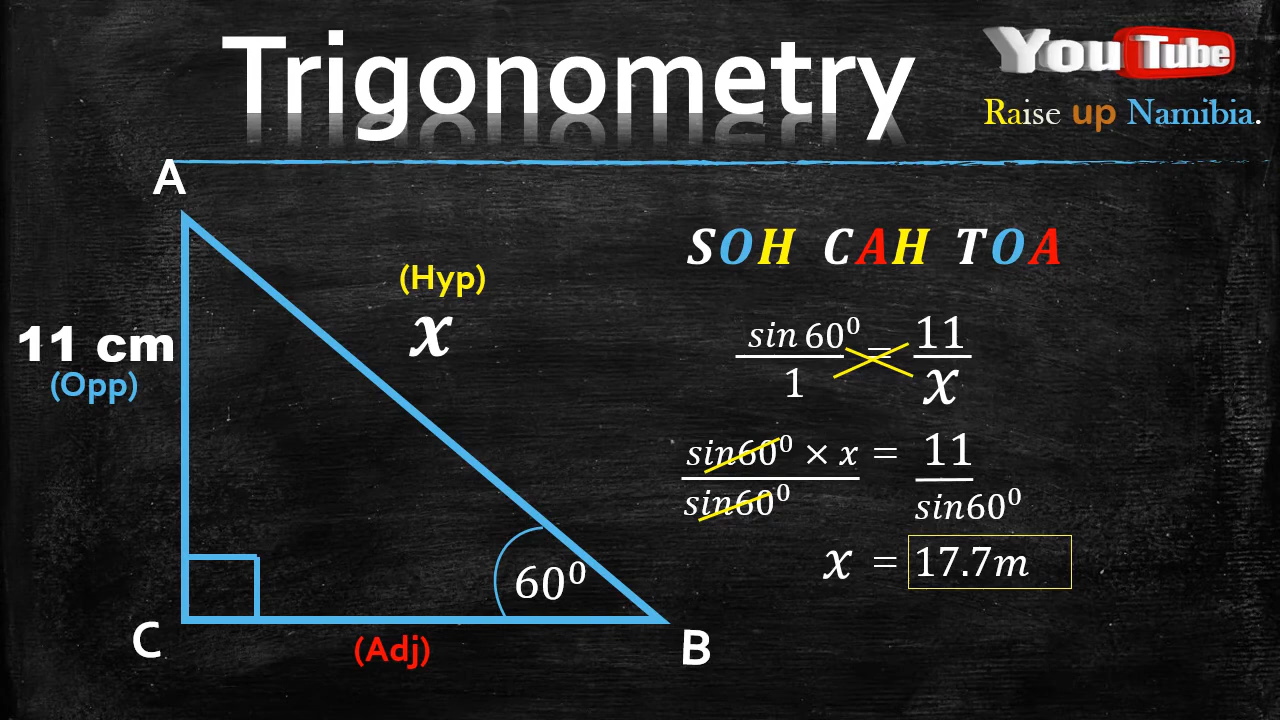 Trigonometry
YouTube
Raise up Namibia.
A
(Hyp)
x
11 cm
(Opp)
C
(Adj)
B
60⁰
SOH CAH TOA
sin 60⁰ = 11
1 x
sin60⁰ × x = 11
sin60⁰ sin60⁰
x = 17.7m